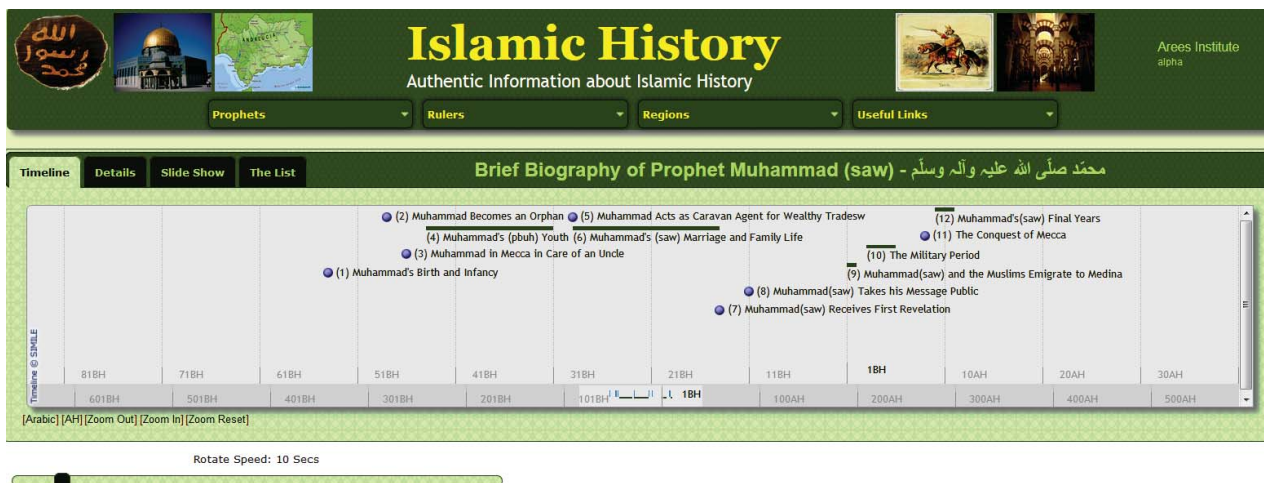 الله
رسول
محمد
ANDALUCIA
Islamic History
Authentic Information about Islamic History
Arees Institute
alpha
Prophets Rulers Regions Useful Links
Timeline Details Slide Show The List
Brief Biography of Prophet Muhammad (saw) - محمّد صلّی الله علیہ وآلہ وسلّم
(2) Muhammad Becomes an Orphan (5) Muhammad Acts as Caravan Agent for Wealthy Tradesw (12) Muhammad's(saw) Final Years
(4) Muhammad's (pbuh) Youth (6) Muhammad's (saw) Marriage and Family Life (11) The Conquest of Mecca
(3) Muhammad in Mecca in Care of an Uncle (10) The Military Period
(1) Muhammad's Birth and Infancy (9) Muhammad(saw) and the Muslims Emigrate to Medina
(8) Muhammad(saw) Takes his Message Public
(7) Muhammad(saw) Receives First Revelation
Timeline © SIMILE
81BH 71BH 61BH 51BH 41BH 31BH 21BH 11BH 1BH 10AH 20AH 30AH
601BH 501BH 401BH 301BH 201BH 101BH 1BH 100AH 200AH 300AH 400AH 500AH
[Arabic] [AH][Zoom Out] [Zoom In] [Zoom Reset]
Rotate Speed: 10 Secs